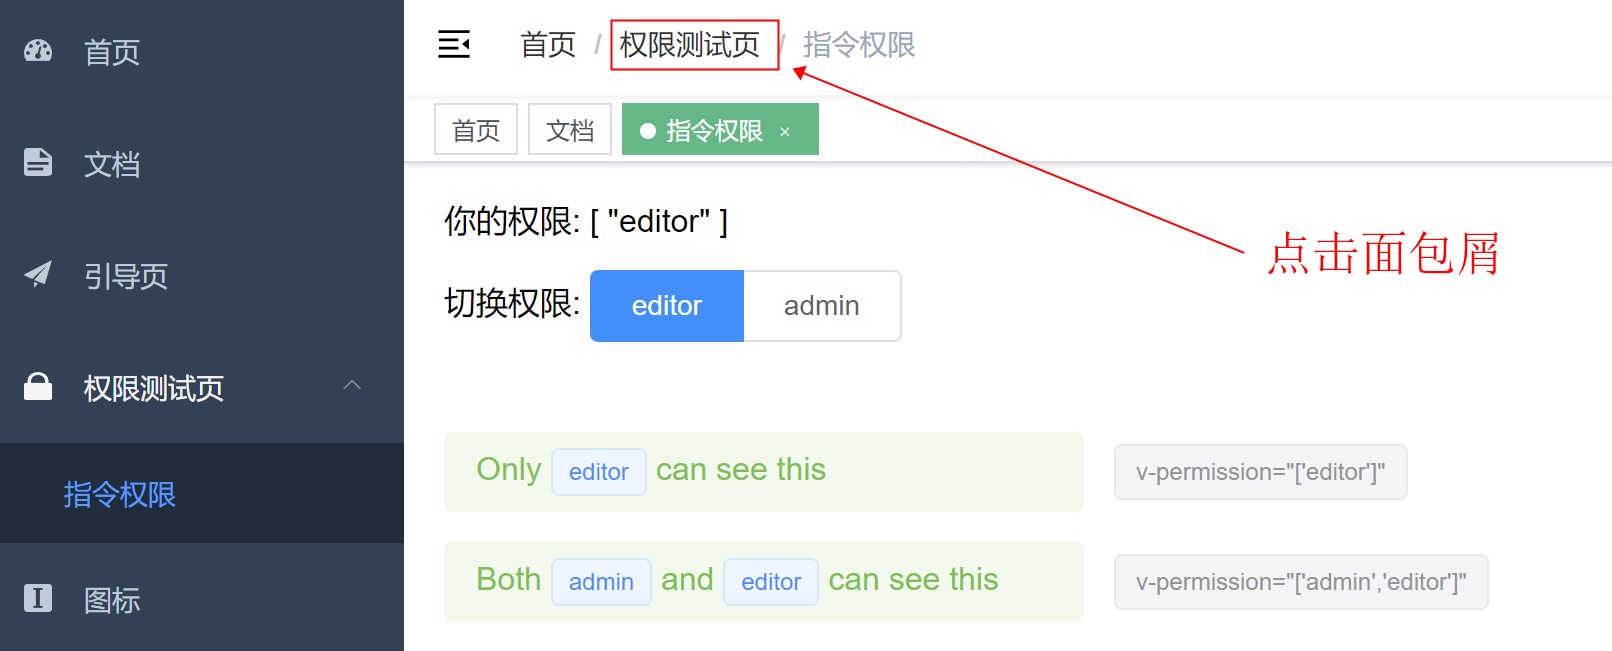 首页
文档
引导页
权限测试页
指令权限
图标
首页 / 权限测试页 / 指令权限
首页 文档 指令权限 ×
点击面包屑
你的权限: [ "editor" ]
切换权限: editor admin
Only editor can see this v-permission="['editor']"
Both admin and editor can see this v-permission="['admin','editor']"